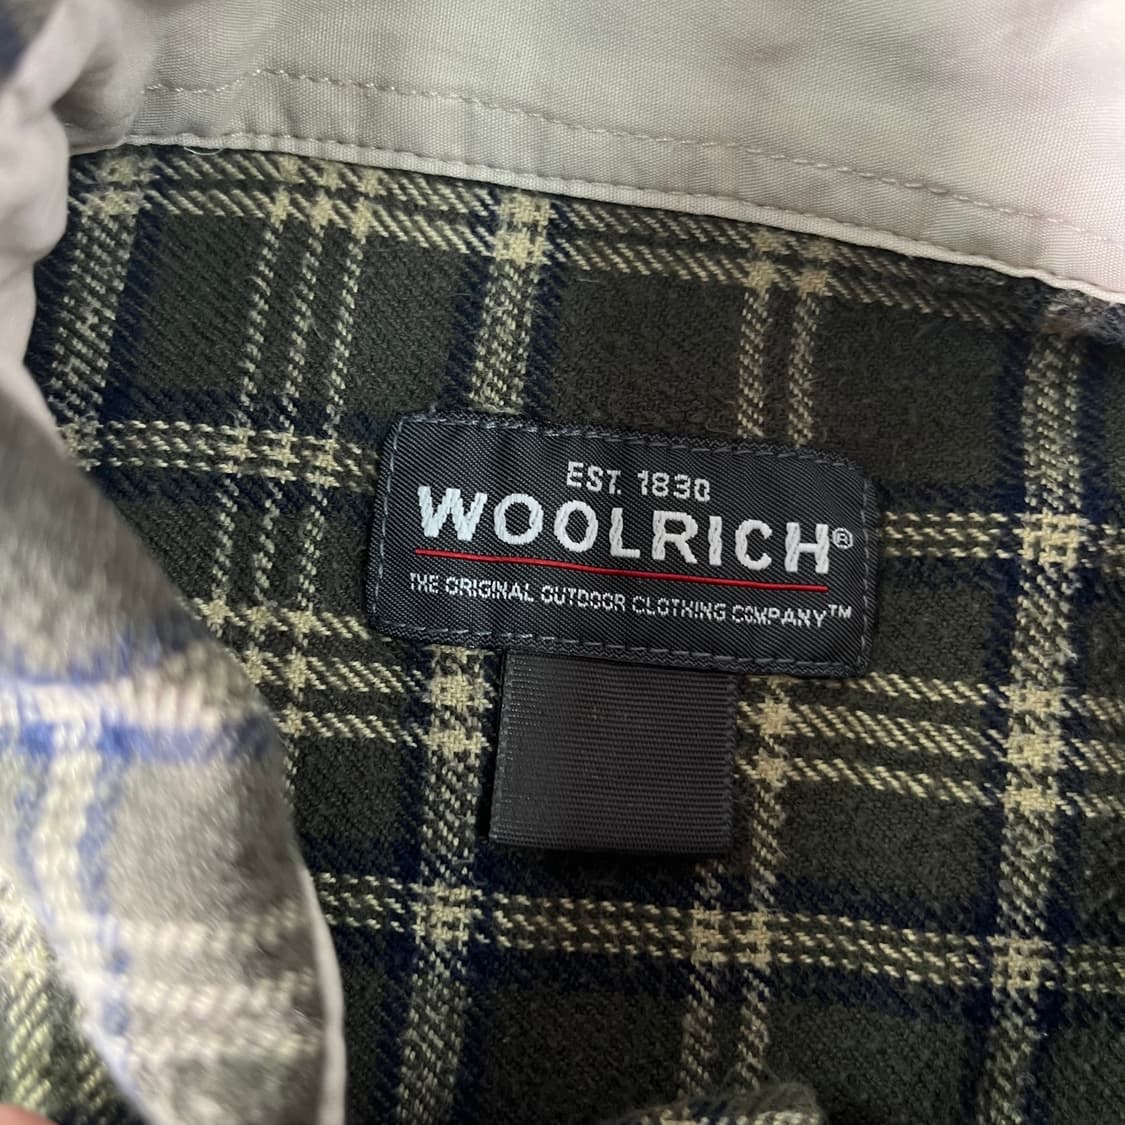 EST. 1830
WOOLRICH®
THE ORIGINAL OUTDOOR CLOTHING COMPANY™